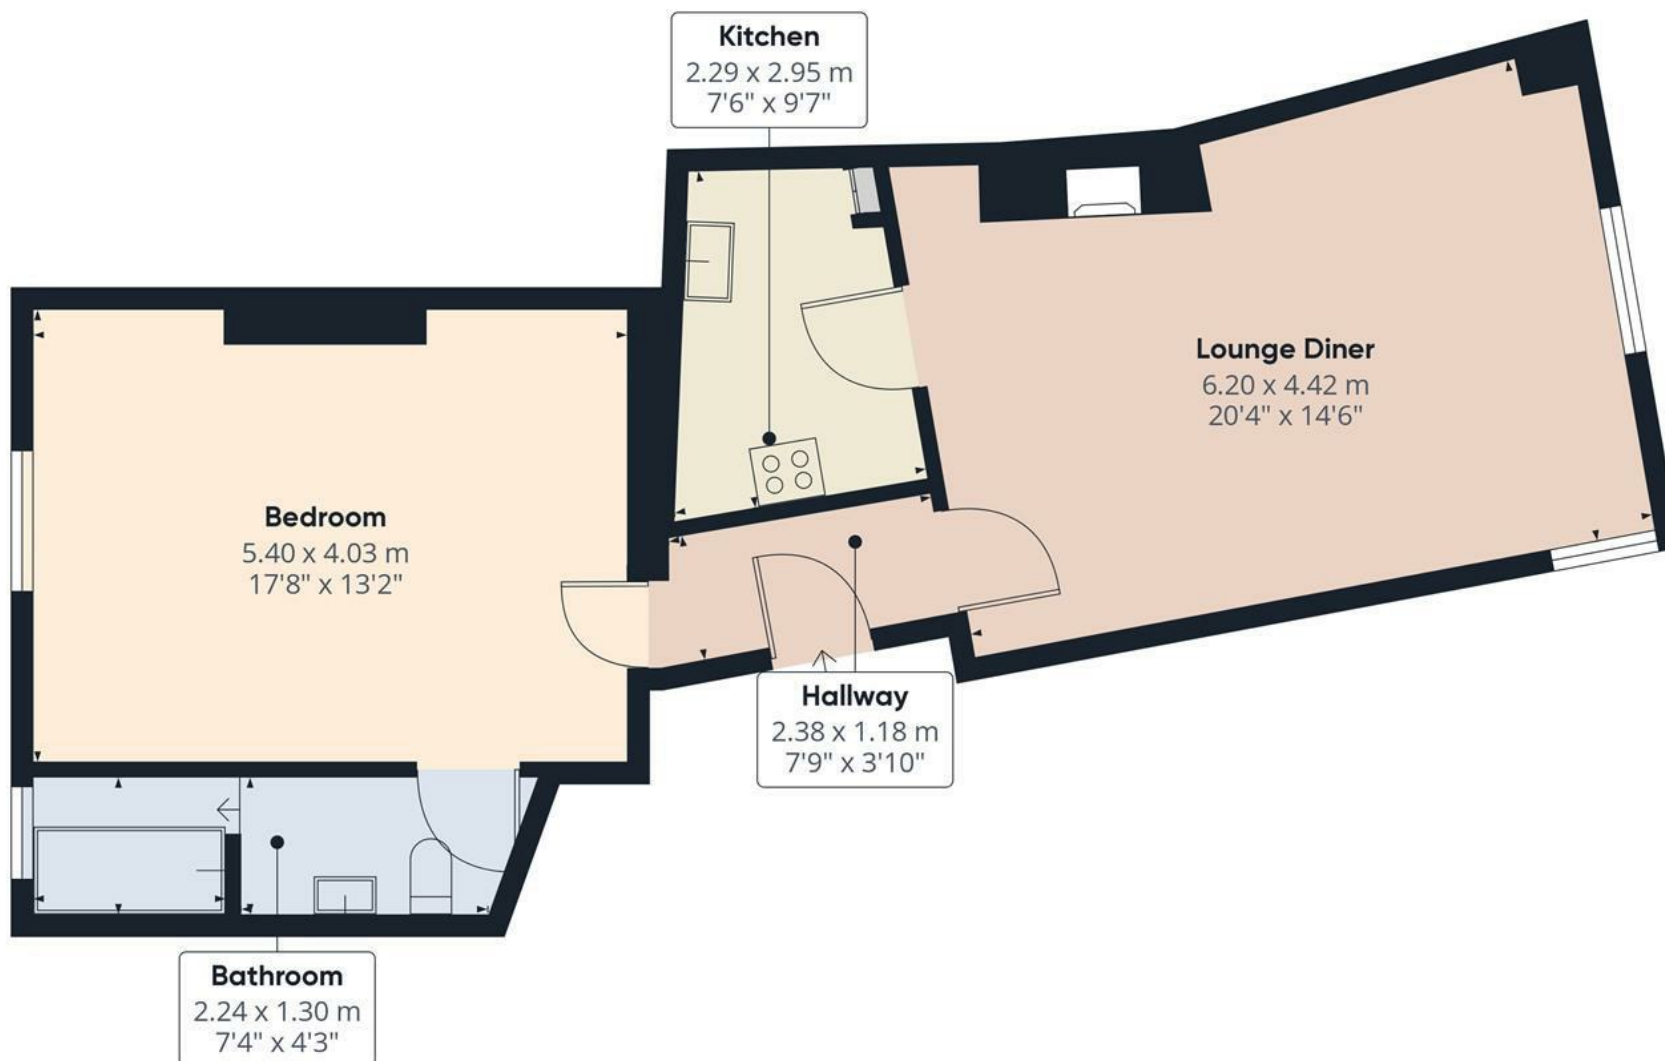 Kitchen
2.29 x 2.95 m
7'6" x 9'7"
Lounge Diner
6.20 x 4.42 m
20'4" x 14'6"
Bedroom
5.40 x 4.03 m
17'8" x 13'2"
Hallway
2.38 x 1.18 m
7'9" x 3'10"
Bathroom
2.24 x 1.30 m
7'4" x 4'3"